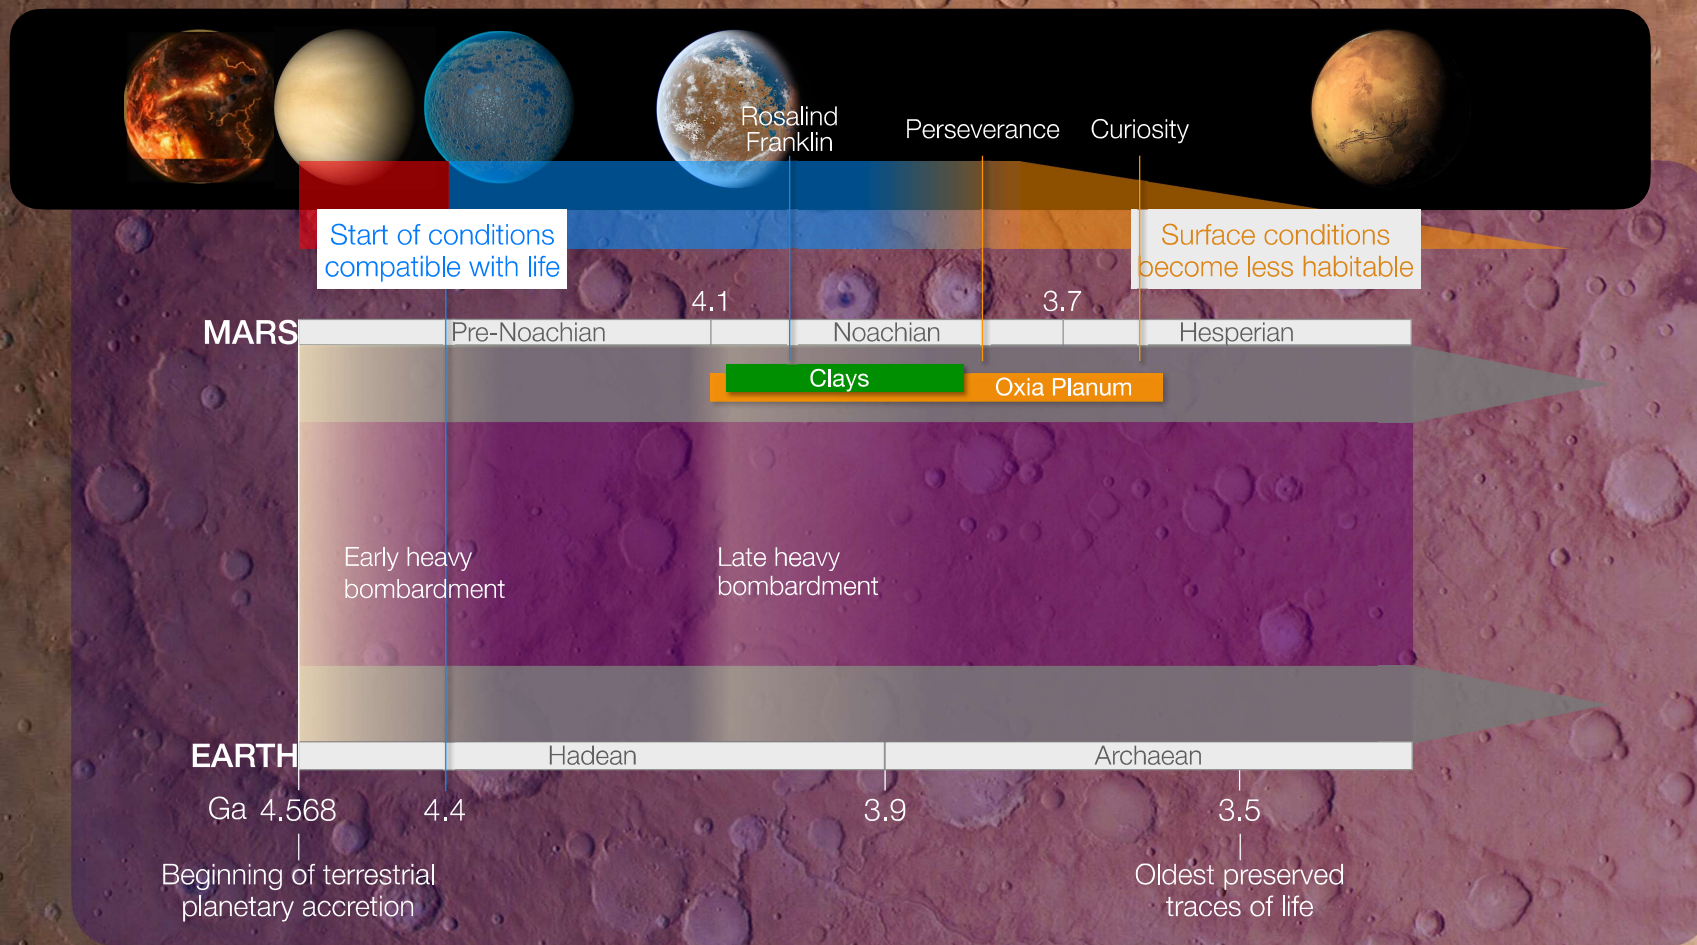 Rosalind
Franklin
Perseverance
Curiosity
Start of conditions
compatible with life
Surface conditions
become less habitable
4.1
3.7
MARS
Pre-Noachian
Noachian
Hesperian
Clays
Oxia Planum
Early heavy
bombardment
Late heavy
bombardment
EARTH
Hadean
Archaean
Ga 4.568
4.4
3.9
3.5
Beginning of terrestrial
planetary accretion
Oldest preserved
traces of life